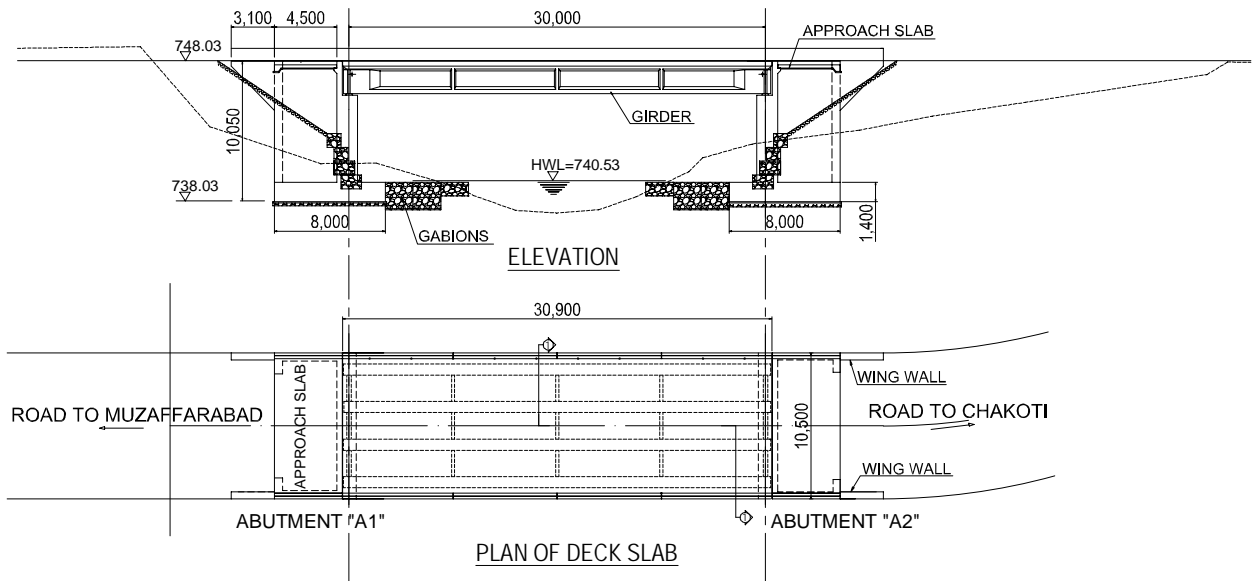 3,100
4,500
30,000
748.03
APPROACH SLAB
10,050
GIRDER
HWL=740.53
738.03
8,000
GABIONS
8,000
1,400
ELEVATION
30,900
APPROACH SLAB
1
WING WALL
ROAD TO MUZAFFARABAD
ROAD TO CHAKOTI
10,500
WING WALL
ABUTMENT "A1"
1
ABUTMENT "A2"
PLAN OF DECK SLAB